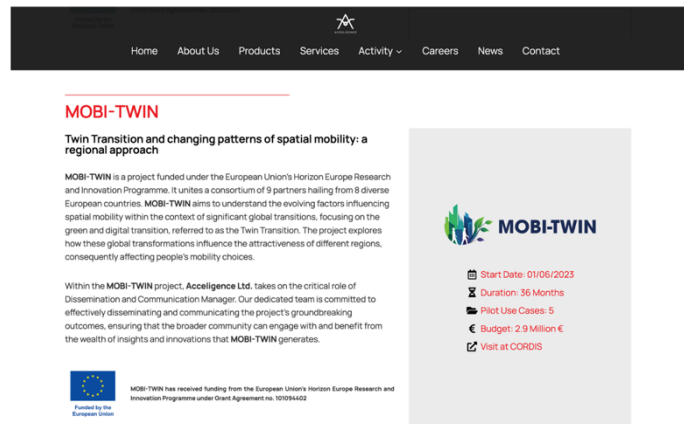 ACCELIGENCE
Home About Us Products Services Activity Careers News Contact
MOBI-TWIN
Twin Transition and changing patterns of spatial mobility: a
regional approach
MOBI-TWIN is a project funded under the European Union's Horizon Europe Research
and Innovation Programme. It unites a consortium of 9 partners hailing from 8 diverse
European countries. MOBI-TWIN aims to understand the evolving factors influencing
spatial mobility within the context of significant global transitions, focusing on the
green and digital transition, referred to as the Twin Transition. The project explores
how these global transformations influence the attractiveness of different regions,
consequently affecting people's mobility choices.
Within the MOBI-TWIN project, Acceligence Ltd. takes on the critical role of
Dissemination and Communication Manager. Our dedicated team is committed to
effectively disseminating and communicating the project's groundbreaking
outcomes, ensuring that the broader community can engage with and benefit from
the wealth of insights and innovations that MOBI-TWIN generates.
Funded by the
European Union
MOBI-TWIN has received funding from the European Union's Horizon Europe Research and
Innovation Programme under Grant Agreement no. 101094402
MOBI-TWIN
Start Date: 01/06/2023
Duration: 36 Months
Pilot Use Cases: 5
€ Budget: 2.9 Million €
Visit at CORDIS